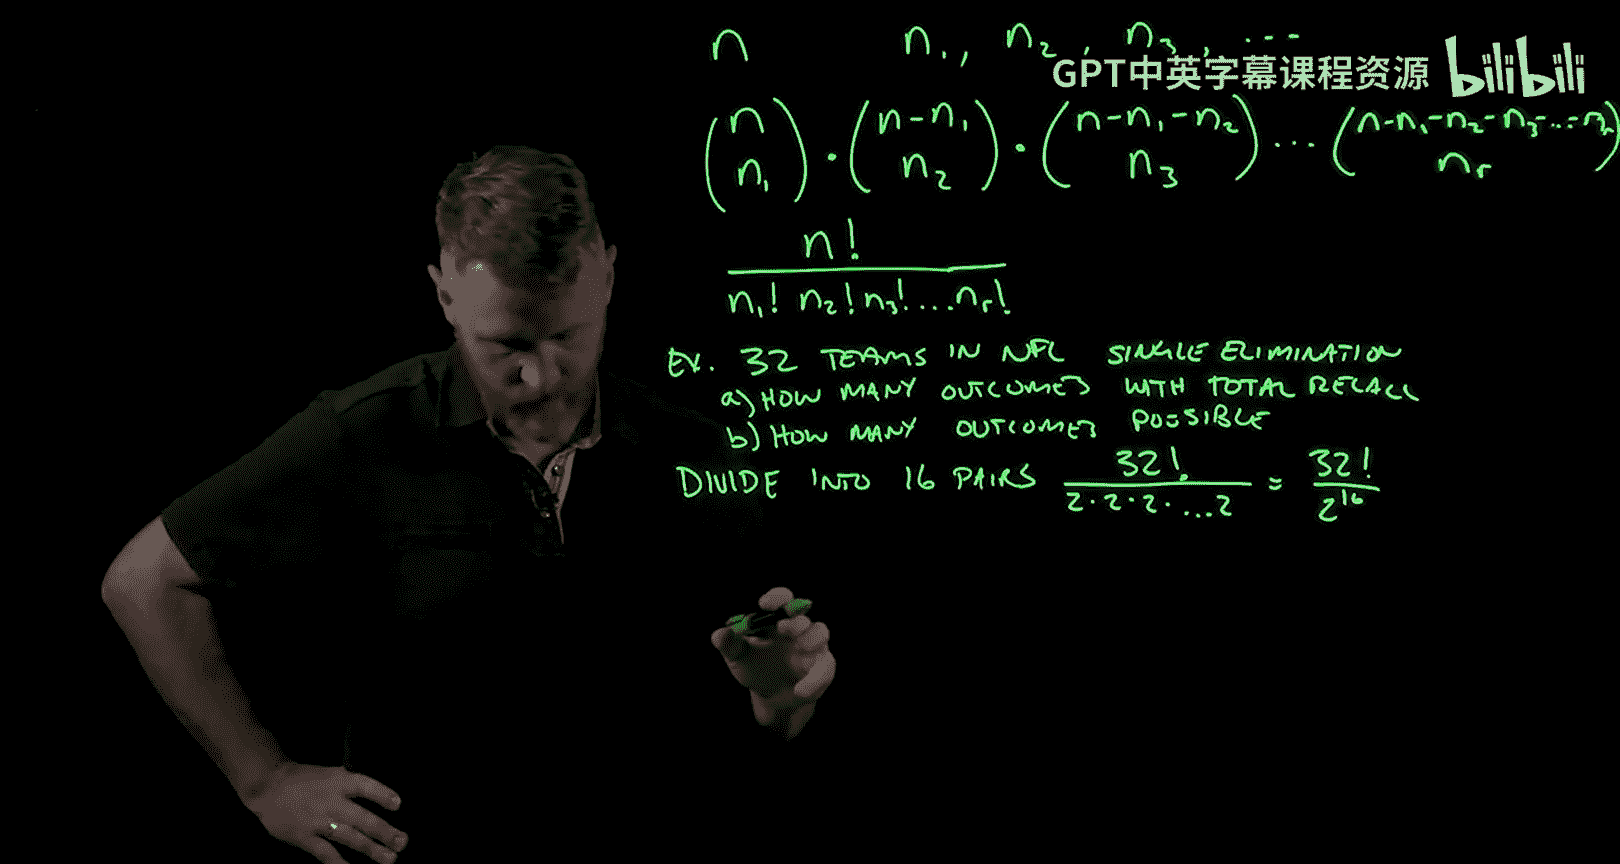 n n₁, n₂, n₃, ...
GPT中英字幕课程资源 bilibili
(n n₁) · (n-n₁ n₂) · (n-n₁-n₂ n₃) ... (n-n₁-n₂-n₃-...- nᵣ)
n!
n₁! n₂! n₃! ... nᵣ!
EX. 32 TEAMS IN NFL SINGLE ELIMINATION
a) HOW MANY OUTCOMES WITH TOTAL RECALL
b) HOW MANY OUTCOMES POSSIBLE
DIVIDE INTO 16 PAIRS 32! / 2·2·2· ...2 = 32! / 2¹⁶